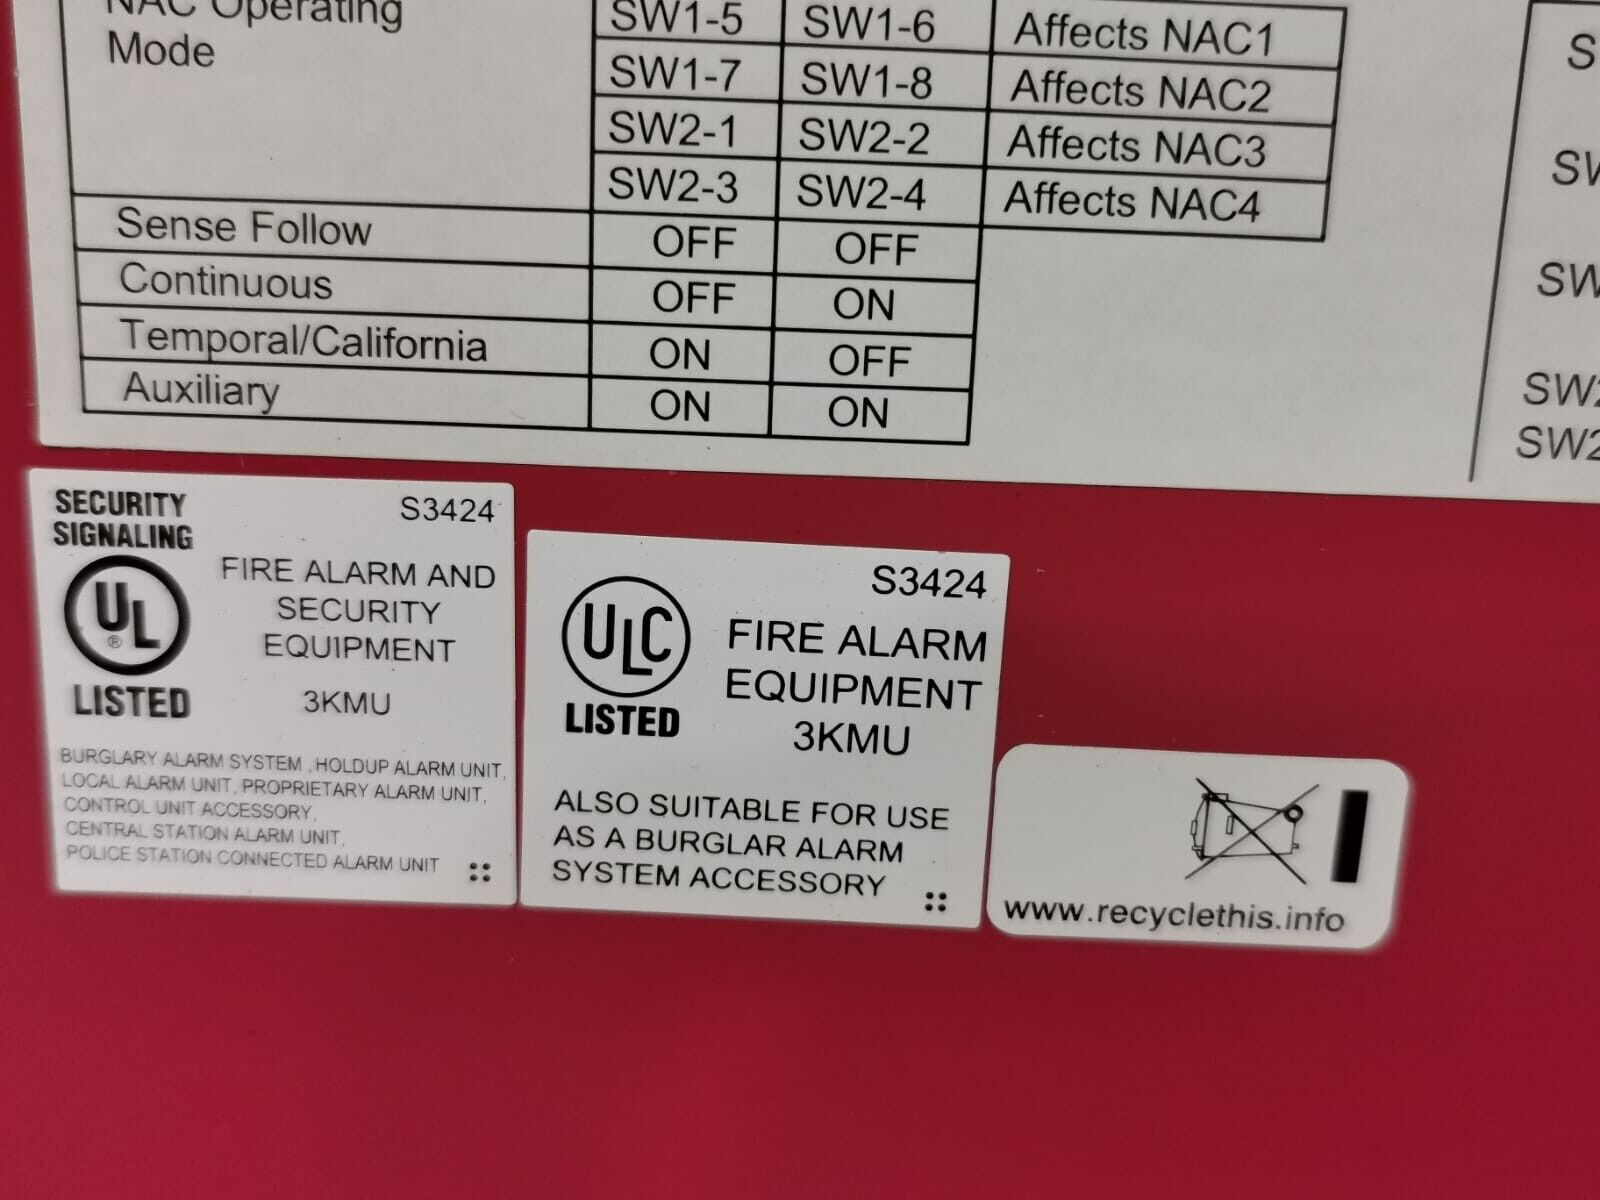 NAC Operating
Mode
SW1-5 SW1-6 Affects NAC1
SW1-7 SW1-8 Affects NAC2
SW2-1 SW2-2 Affects NAC3
SW2-3 SW2-4 Affects NAC4
Sense Follow OFF OFF
Continuous OFF ON
Temporal/California ON OFF
Auxiliary ON ON
SECURITY
SIGNALING
UL
®
LISTED
S3424
FIRE ALARM AND
SECURITY
EQUIPMENT
3KMU
BURGLARY ALARM SYSTEM , HOLDUP ALARM UNIT,
LOCAL ALARM UNIT, PROPRIETARY ALARM UNIT,
CONTROL UNIT ACCESSORY,
CENTRAL STATION ALARM UNIT,
POLICE STATION CONNECTED ALARM UNIT
ULC
LISTED
S3424
FIRE ALARM
EQUIPMENT
3KMU
ALSO SUITABLE FOR USE
AS A BURGLAR ALARM
SYSTEM ACCESSORY
www.recyclethis.info